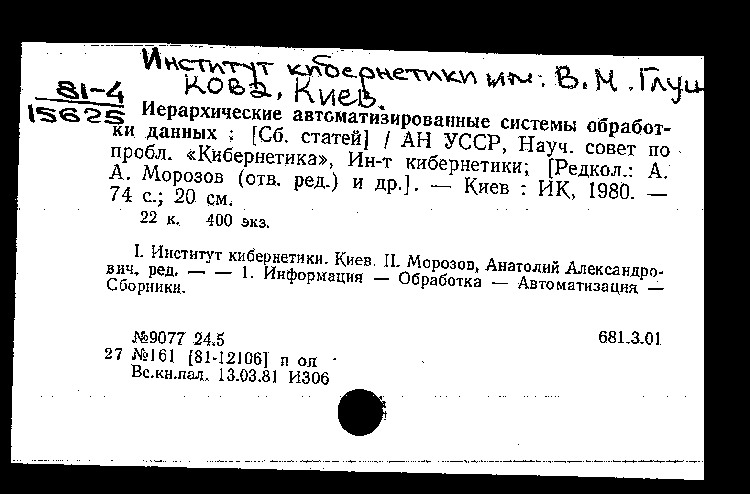 Институт кибернетики им. В.М.Глуш
81-4 кова, Киев.
15625 Иерархические автоматизированные системы обработ-
ки данных : [Сб. статей] / АН УССР, Науч. совет по
пробл. «Кибернетика», Ин-т кибернетики; [Редкол.: А.
А. Морозов (отв. ред.) и др.]. — Киев : ИК, 1980. —
74 с.; 20 см.
22 к. 400 экз.
I. Институт кибернетики. Киев. II. Морозов, Анатолий Александро-
вич, ред. — — 1. Информация — Обработка — Автоматизация —
Сборники.
№9077 24.5 681.3.01
27 №161 [81-12106] п ол
Вс.кн.пал. 13.03.81 И306